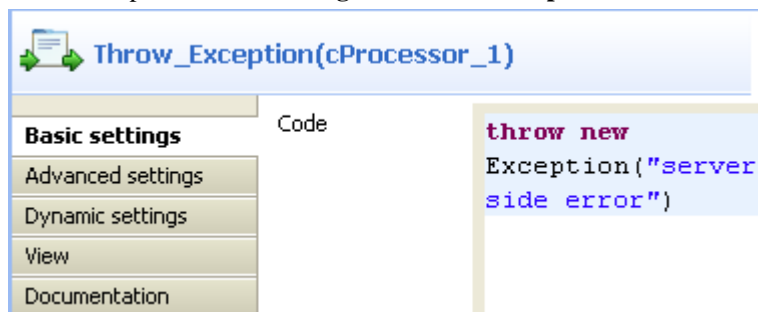 Throw_Exception(cProcessor_1)
Basic settings
Advanced settings
Dynamic settings
View
Documentation
Code
throw new
Exception("server
side error")